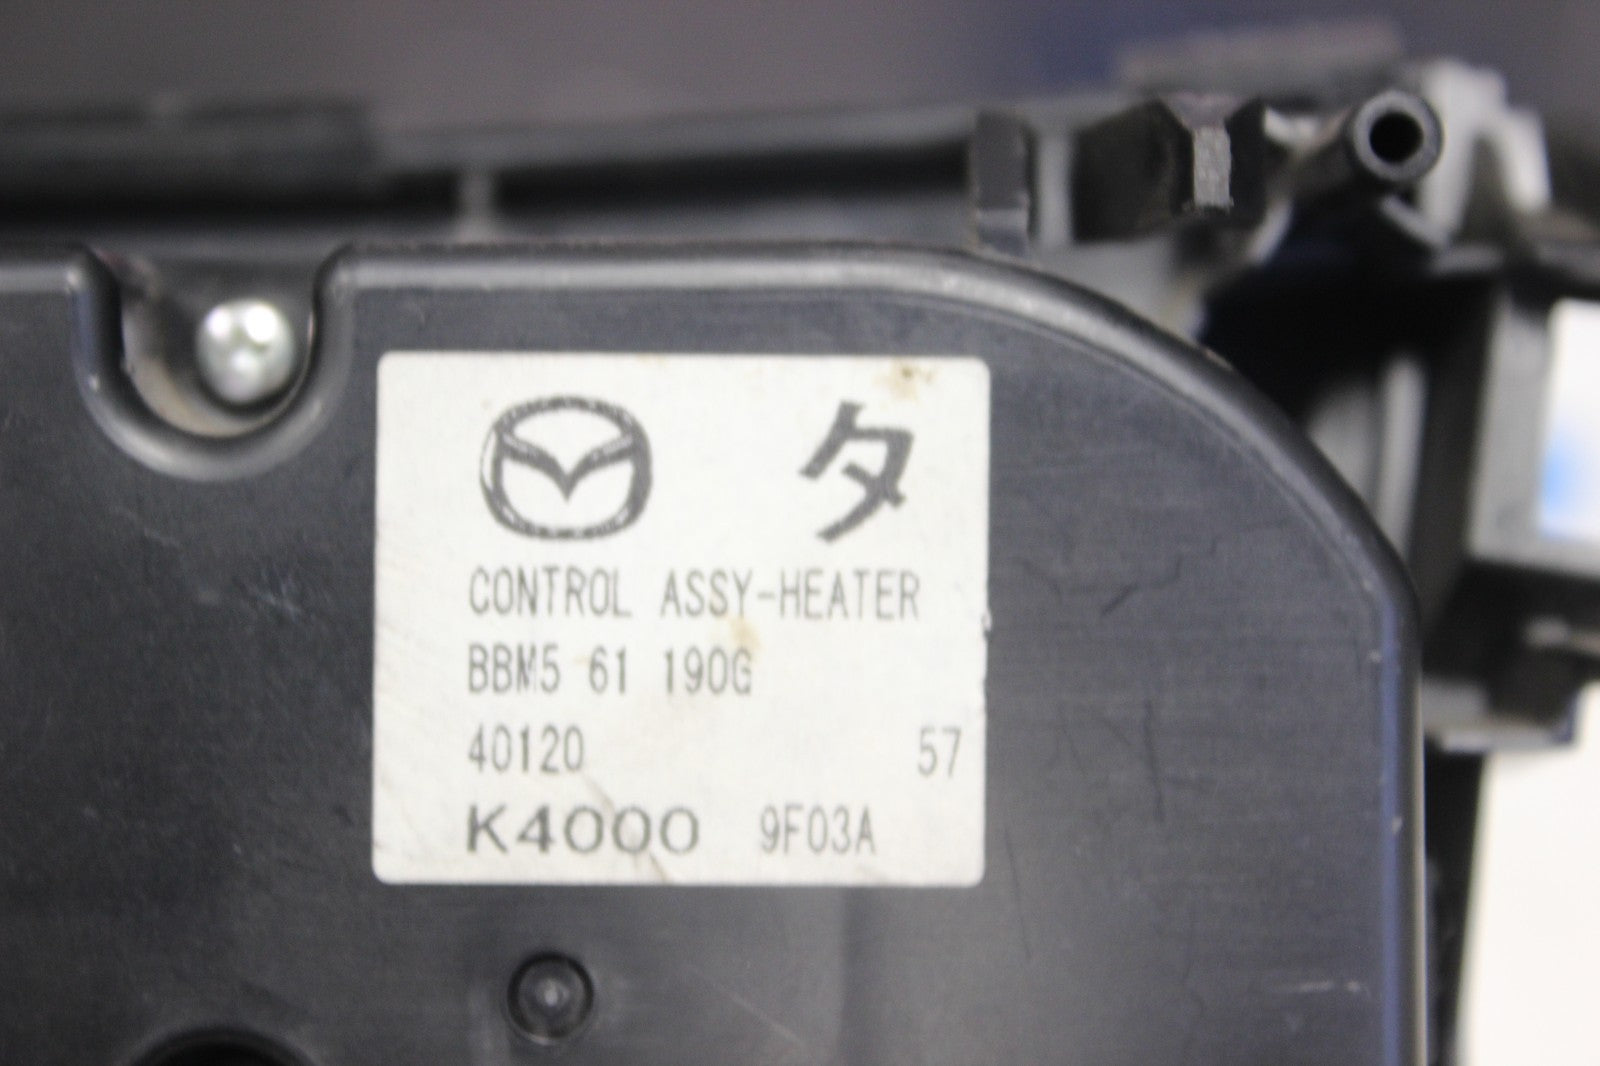 タ
CONTROL ASSY-HEATER
BBM5 61 190G
40120 57
K4000 9F03A